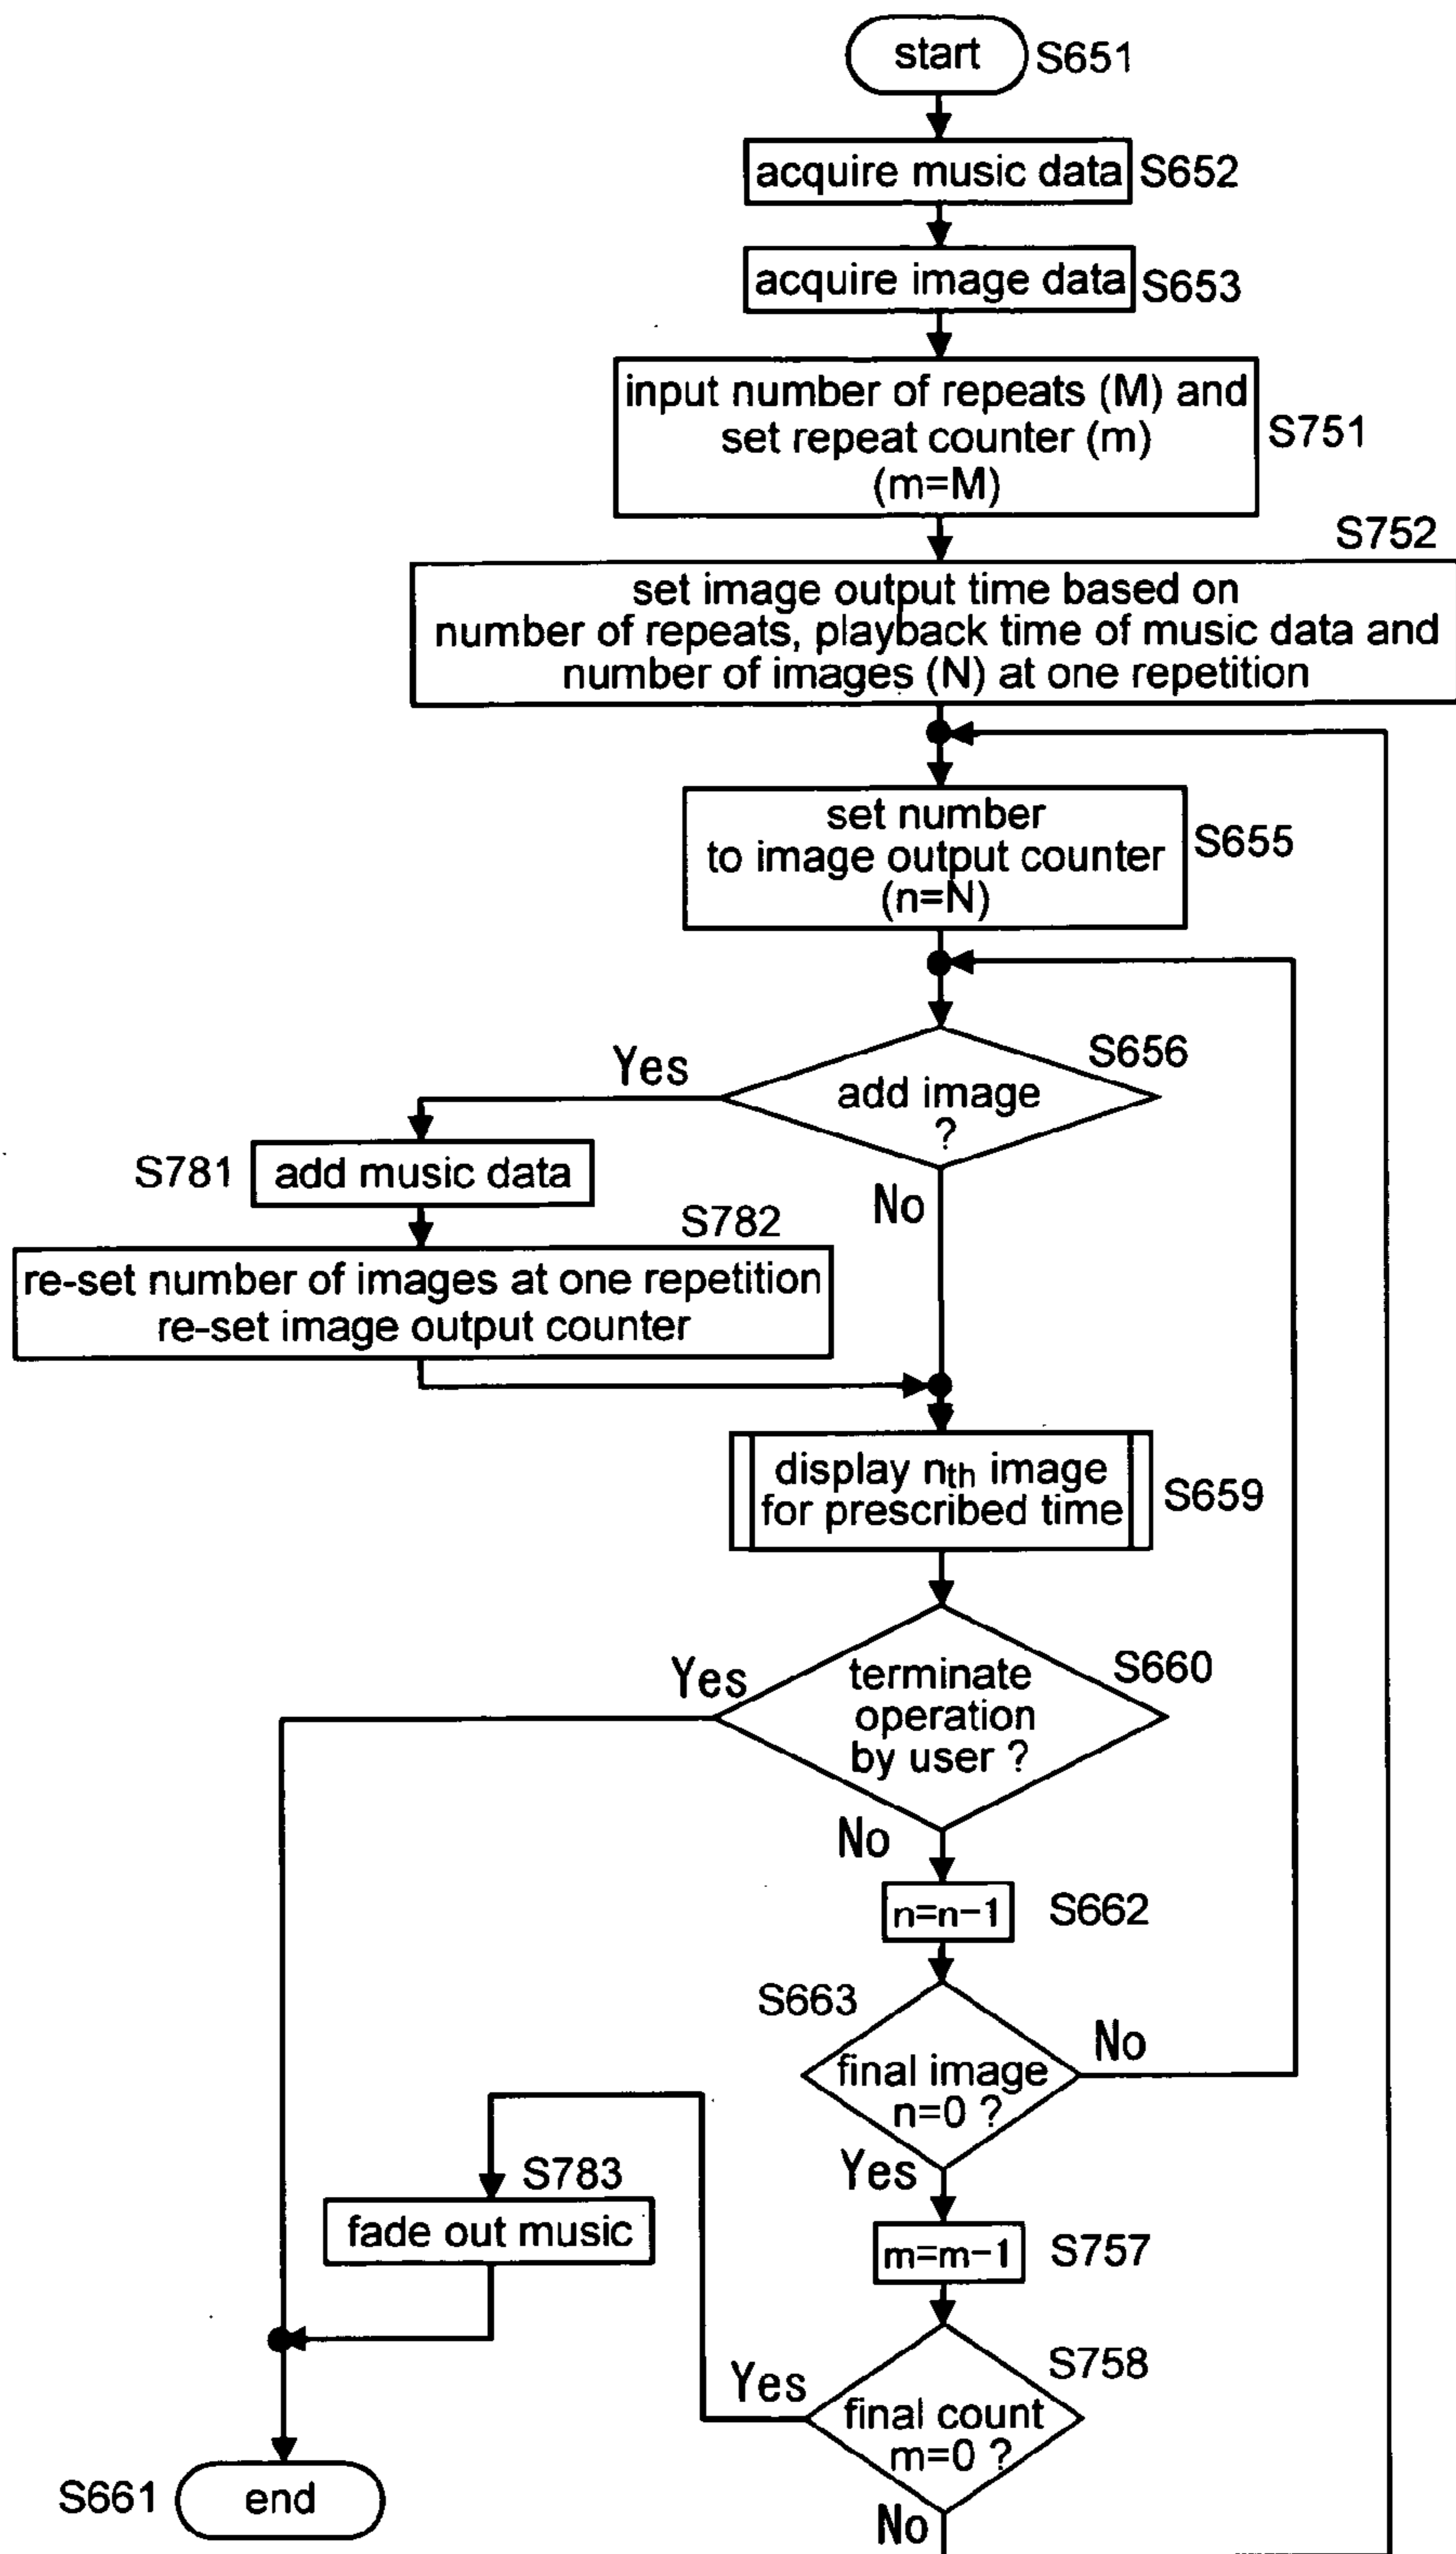 start S651
acquire music data S652
acquire image data S653
input number of repeats (M) and
set repeat counter (m)
(m=M)
S751
S752
set image output time based on
number of repeats, playback time of music data and
number of images (N) at one repetition
set number
to image output counter
(n=N)
S655
S656
add image
?
Yes
No
S781 add music data
S782
re-set number of images at one repetition
re-set image output counter
display nth image
for prescribed time
S659
terminate
operation
by user ?
S660
Yes
No
n=n-1 S662
S663
final image
n=0 ?
No
Yes
S783
fade out music
m=m-1 S757
S758
final count
m=0 ?
Yes
No
S661 end